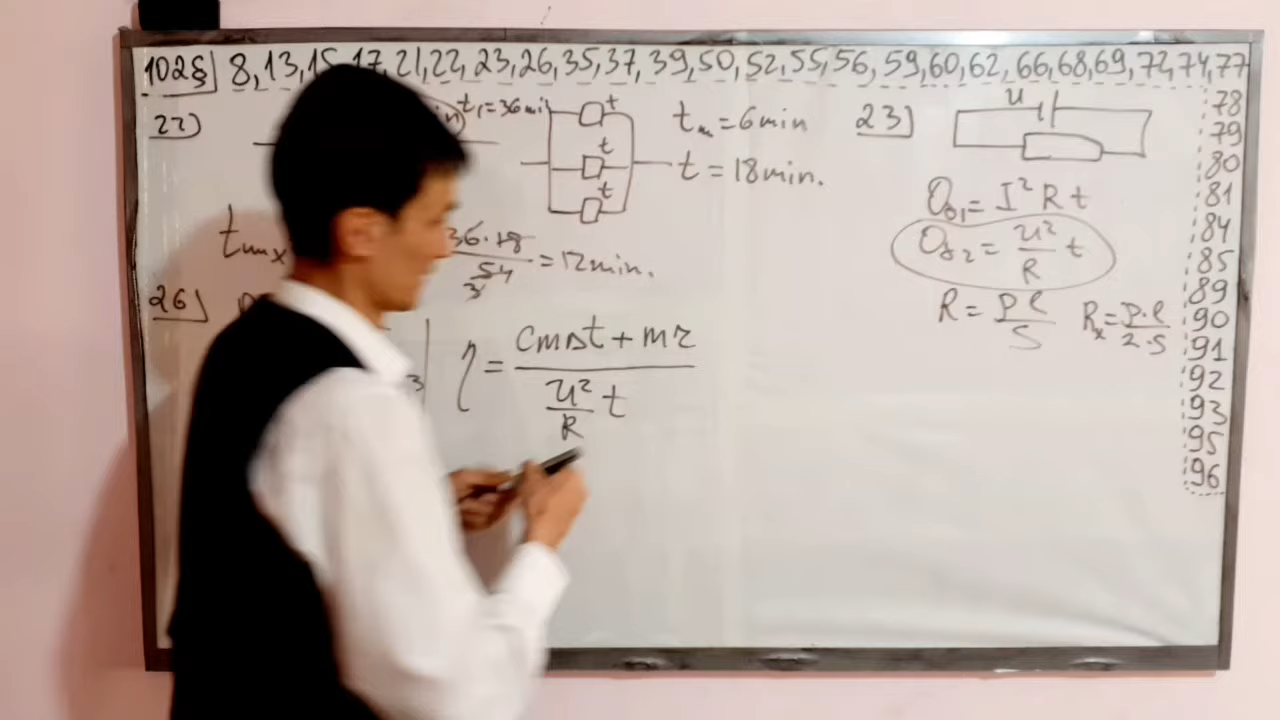 102§ 8, 13, 15, 17, 21, 22, 23, 26, 35, 37, 39, 50, 52, 55, 56, 59, 60, 62, 66, 68, 69, 72, 74, 77
78
79
80
81
84
85
89
90
91
92
93
95
96
22)
t₁=36min
t
t
t
tₘ=6min
t=18min.
36·18
54
3
=12min.
23)
u
I²Rt
= u²/R t
R = ρℓ/S
Rₓ= ρ·ℓ/2·S
26)
η = cmΔt+mr / u²/R t